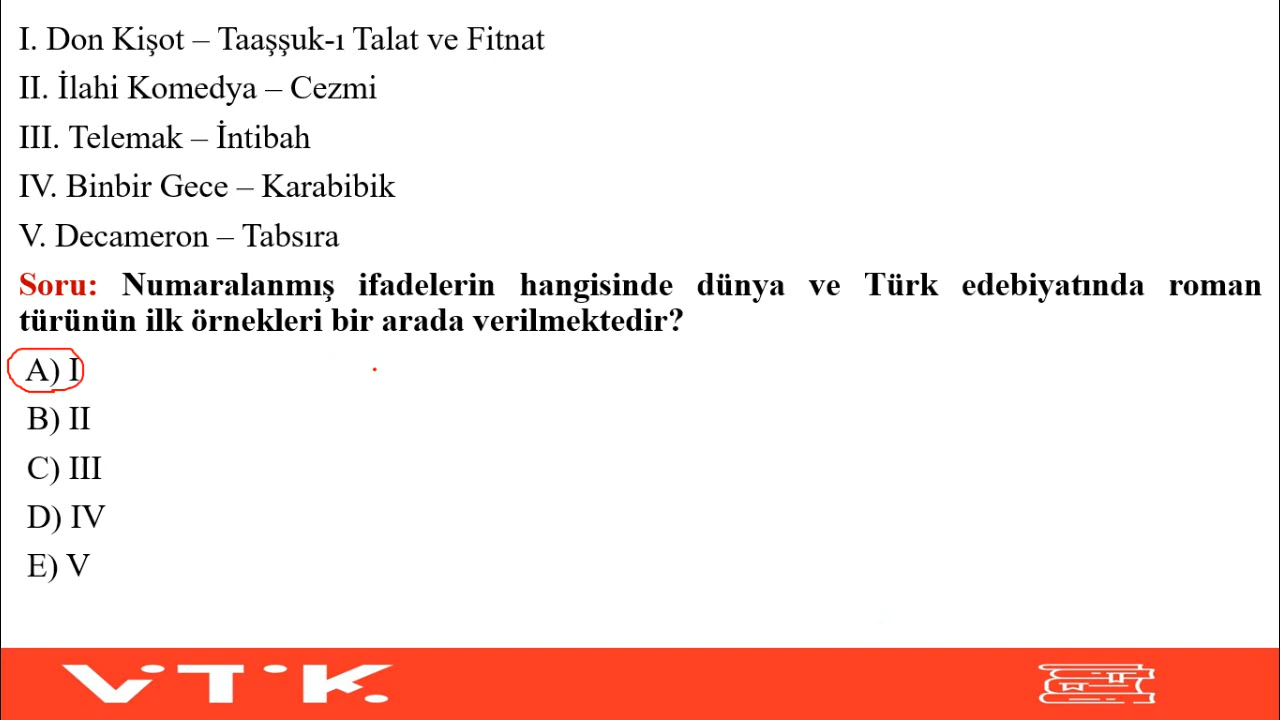 I. Don Kişot – Taaşşuk-ı Talat ve Fitnat
II. İlahi Komedya – Cezmi
III. Telemak – İntibah
IV. Binbir Gece – Karabibik
V. Decameron – Tabsıra
Soru: Numaralanmış ifadelerin hangisinde dünya ve Türk edebiyatında roman
türünün ilk örnekleri bir arada verilmektedir?
A) I
B) II
C) III
D) IV
E) V
VTK